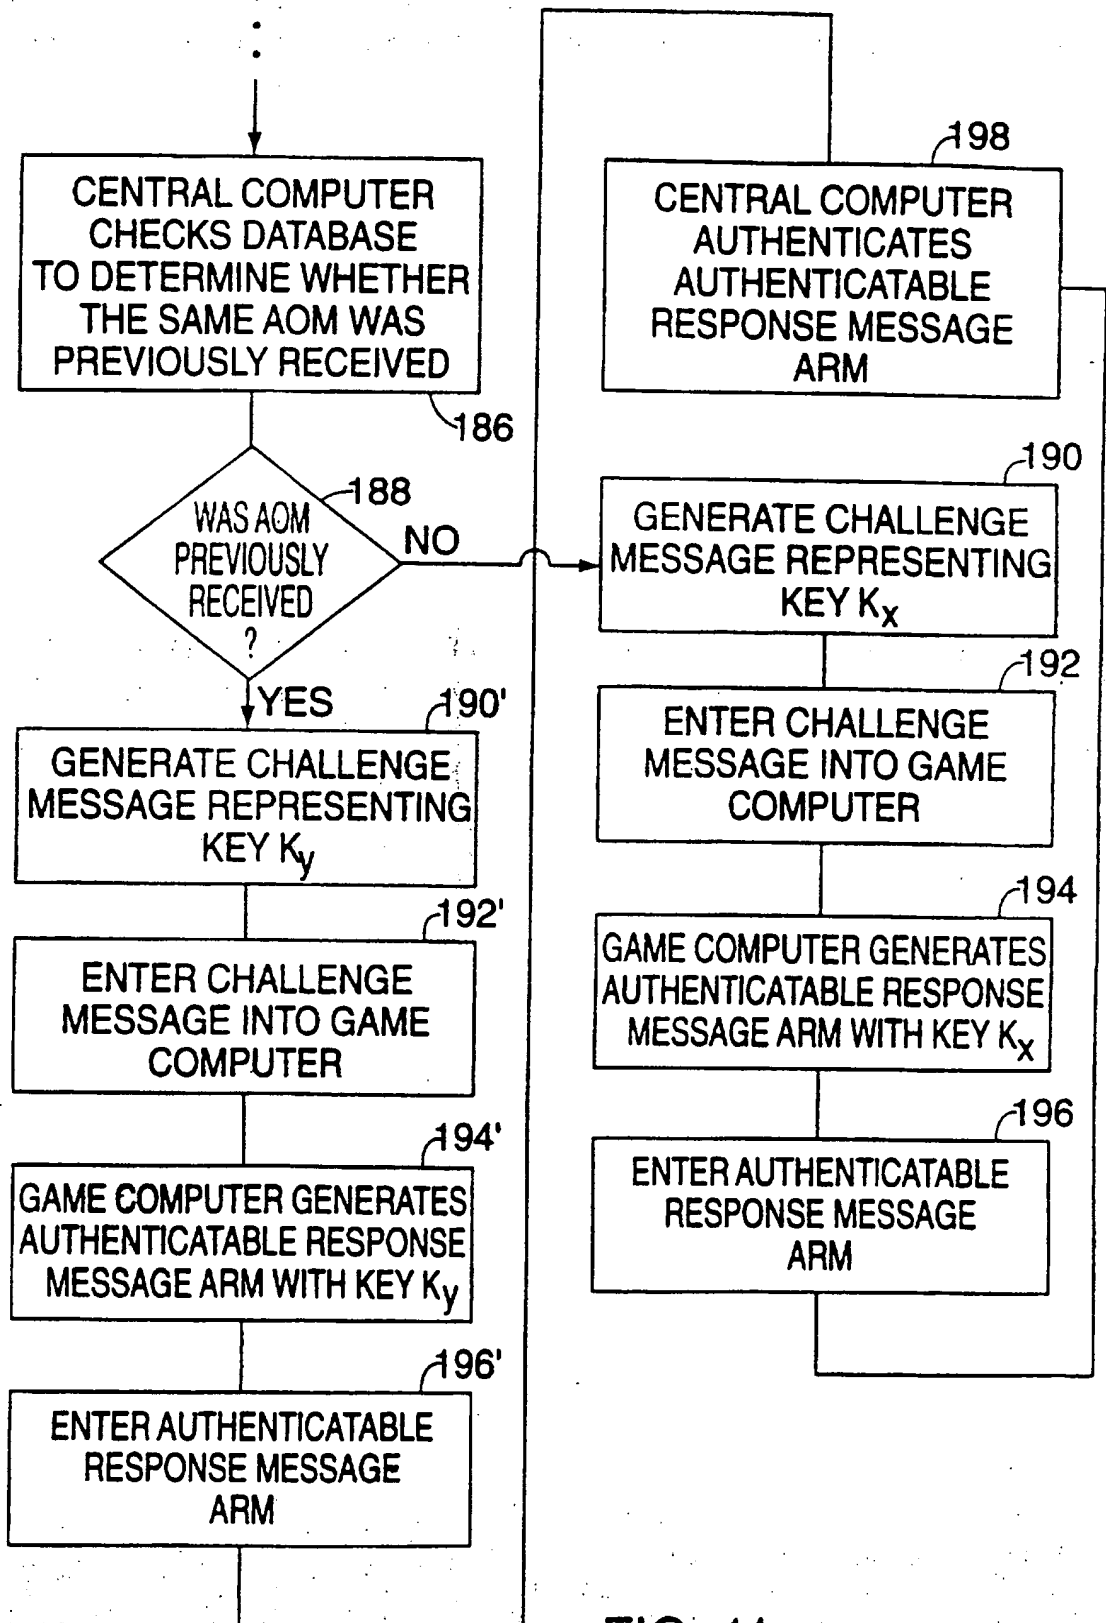 CENTRAL COMPUTER
CHECKS DATABASE
TO DETERMINE WHETHER
THE SAME AOM WAS
PREVIOUSLY RECEIVED
186
188
WAS AOM
PREVIOUSLY
RECEIVED
?
NO
YES
190'
GENERATE CHALLENGE
MESSAGE REPRESENTING
KEY Ky
192'
ENTER CHALLENGE
MESSAGE INTO GAME
COMPUTER
194'
GAME COMPUTER GENERATES
AUTHENTICATABLE RESPONSE
MESSAGE ARM WITH KEY Ky
196'
ENTER AUTHENTICATABLE
RESPONSE MESSAGE
ARM
198
CENTRAL COMPUTER
AUTHENTICATES
AUTHENTICATABLE
RESPONSE MESSAGE
ARM
190
GENERATE CHALLENGE
MESSAGE REPRESENTING
KEY Kx
192
ENTER CHALLENGE
MESSAGE INTO GAME
COMPUTER
194
GAME COMPUTER GENERATES
AUTHENTICATABLE RESPONSE
MESSAGE ARM WITH KEY Kx
196
ENTER AUTHENTICATABLE
RESPONSE MESSAGE
ARM